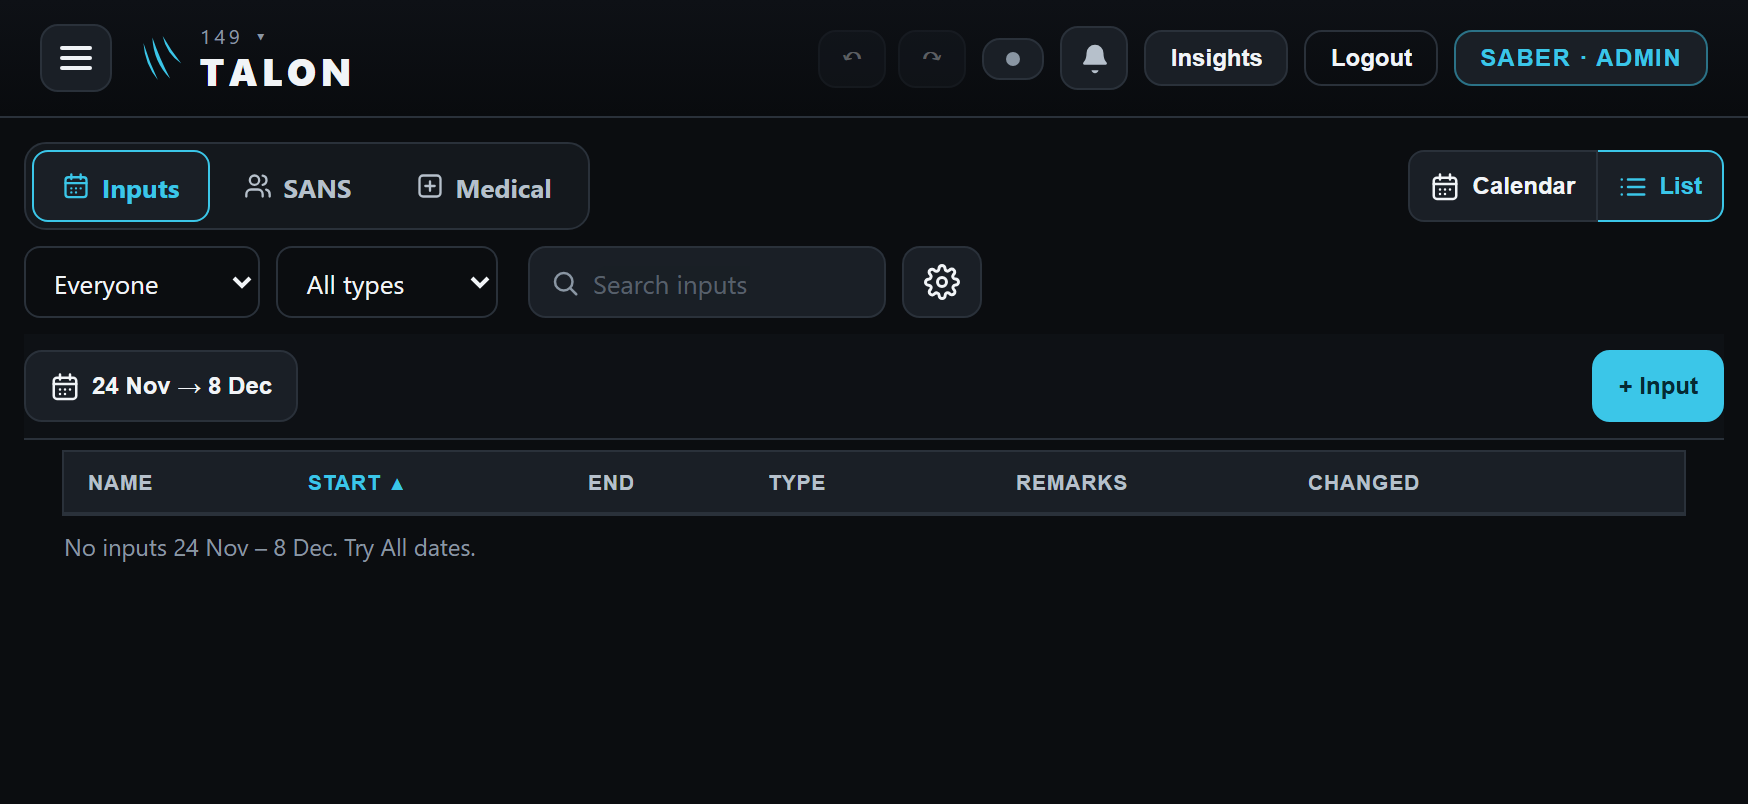 149 ▾
TALON
Insights
Logout
SABER · ADMIN
Inputs
SANS
Medical
Calendar
List
Everyone
All types
Search inputs
24 Nov → 8 Dec
+ Input
NAME START ▲ END TYPE REMARKS CHANGED
No inputs 24 Nov – 8 Dec. Try All dates.